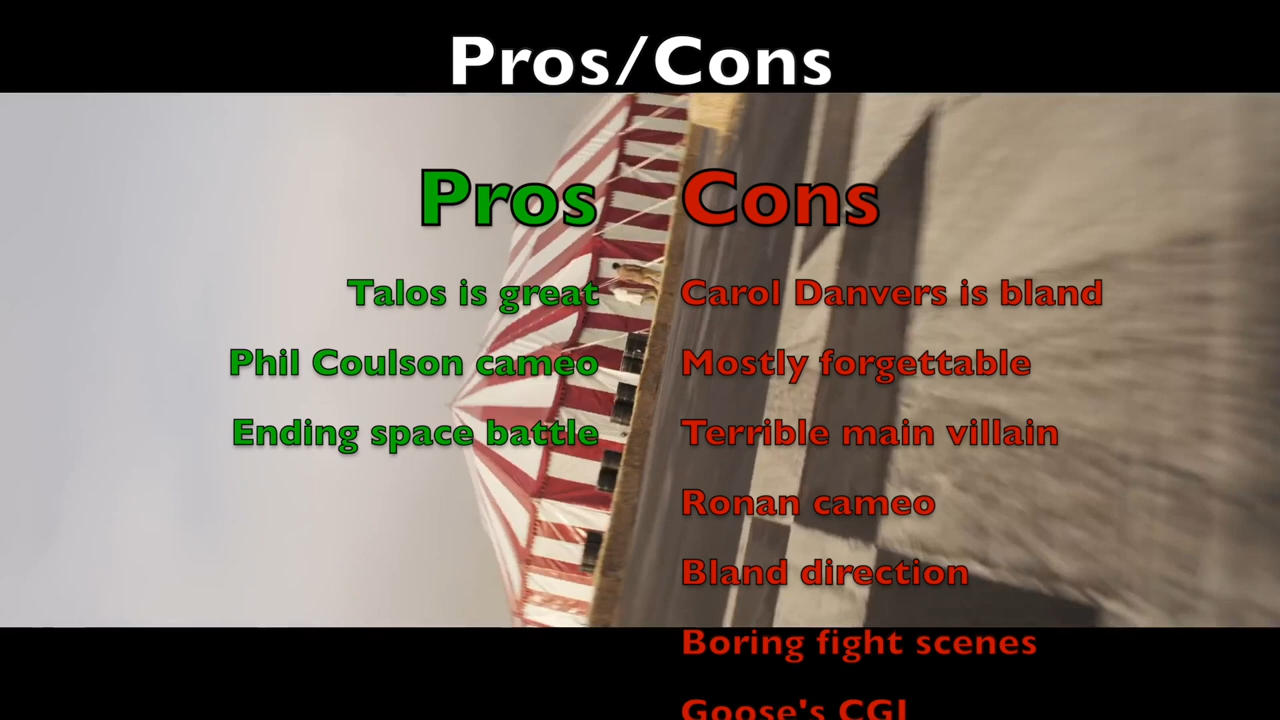 Pros/Cons
Pros
Talos is great
Phil Coulson cameo
Ending space battle
Cons
Carol Danvers is bland
Mostly forgettable
Terrible main villain
Ronan cameo
Bland direction
Boring fight scenes
Goose's CGI